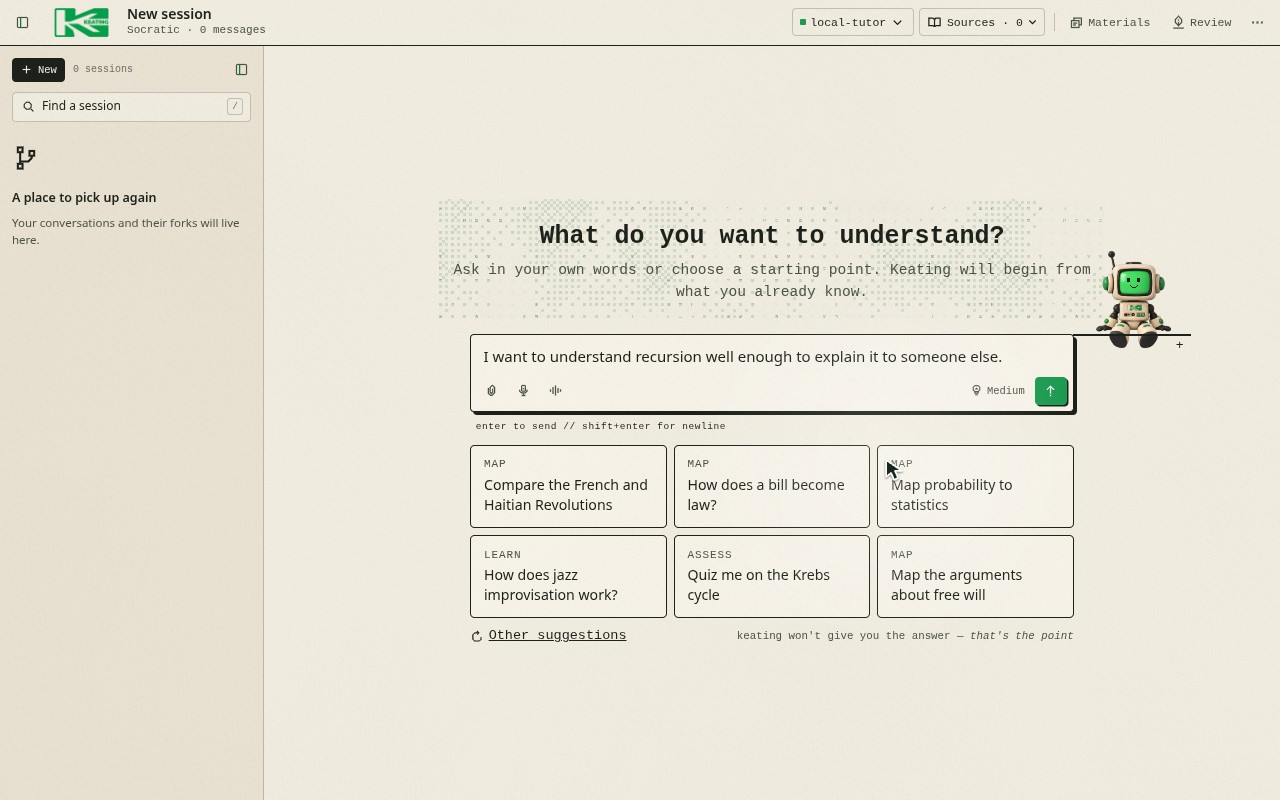 KEATING
New session
Socratic · 0 messages
local-tutor
Sources · 0
Materials
Review
New
0 sessions
Find a session
/
A place to pick up again
Your conversations and their forks will live
here.
What do you want to understand?
Ask in your own words or choose a starting point. Keating will begin from
what you already know.
I want to understand recursion well enough to explain it to someone else.
Medium
enter to send // shift+enter for newline
MAP
Compare the French and
Haitian Revolutions
MAP
How does a bill become
law?
MAP
Map probability to
statistics
LEARN
How does jazz
improvisation work?
ASSESS
Quiz me on the Krebs
cycle
MAP
Map the arguments
about free will
Other suggestions
keating won't give you the answer — that's the point